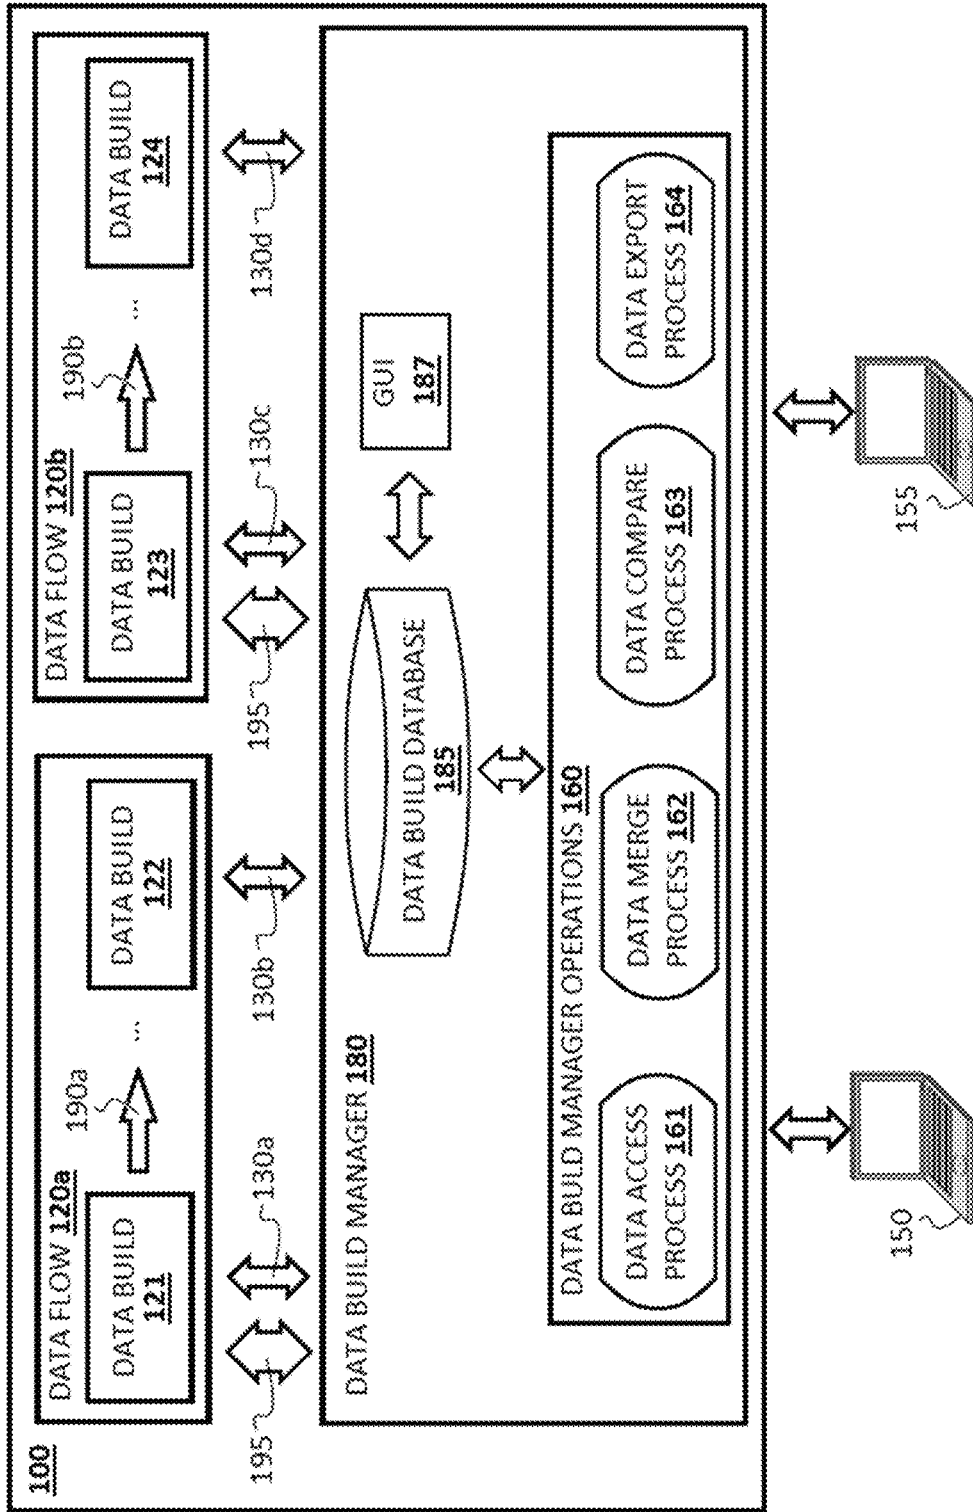 100
DATA FLOW 120a
DATA BUILD
121
190a
...
DATA BUILD
122
DATA FLOW 120b
DATA BUILD
123
190b
...
DATA BUILD
124
195
130a
130b
195
130c
130d
DATA BUILD MANAGER 180
DATA BUILD DATABASE
185
GUI
187
DATA BULD MANAGER OPERATIONS 160
DATA ACCESS
PROCESS 161
DATA MERGE
PROCESS 162
DATA COMPARE
PROCESS 163
DATA EXPORT
PROCESS 164
150
155